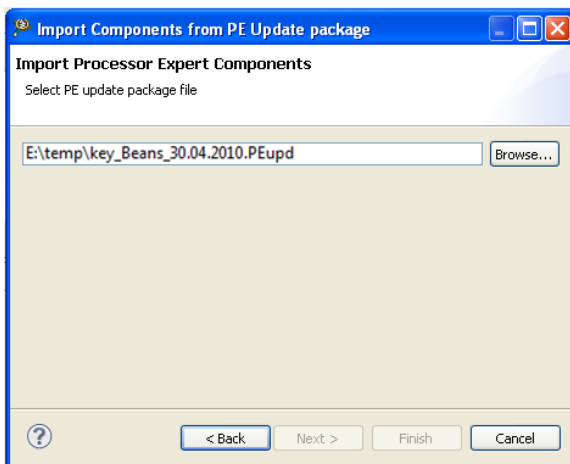 Import Components from PE Update package
Import Processor Expert Components
Select PE update package file
E:\temp\key_Beans_30.04.2010.PEupd
Browse...
?
< Back
Next >
Finish
Cancel